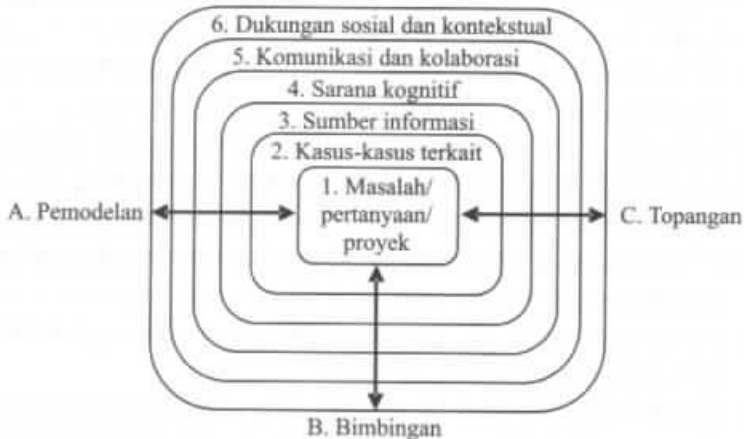 6. Dukungan sosial dan kontekstual
5. Komunikasi dan kolaborasi
4. Sarana kognitif
3. Sumber informasi
2. Kasus-kasus terkait
1. Masalah/
pertanyaan/
proyek
A. Pemodelan
C. Topangan
B. Bimbingan